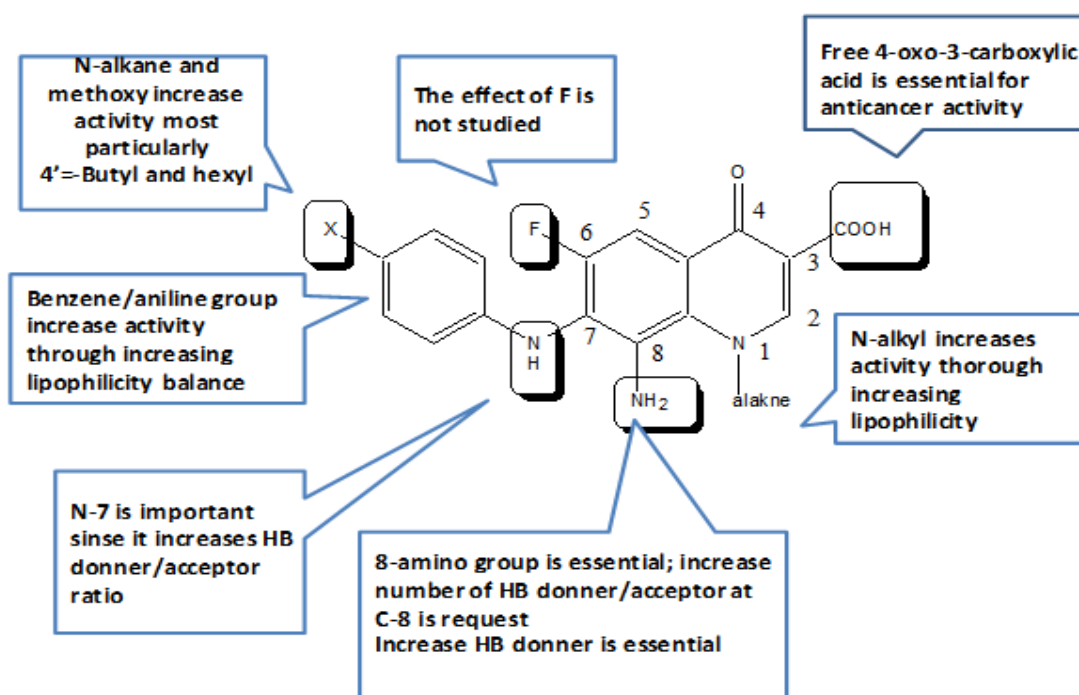 N-alkane and
methoxy increase
activity most
particularly
4'=-Butyl and hexyl
The effect of F is
not studied
Free 4-oxo-3-carboxylic
acid is essential for
anticancer activity
O
X
F
5
4
COOH
6
3
Benzene/aniline group
increase activity
through increasing
lipophilicity balance
N
H
7
8
N
1
2
NH2
alakne
N-alkyl increases
activity thorough
increasing
lipophilicity
N-7 is important
sinse it increases HB
donner/acceptor
ratio
8-amino group is essential; increase
number of HB donner/acceptor at
C-8 is request
Increase HB donner is essential